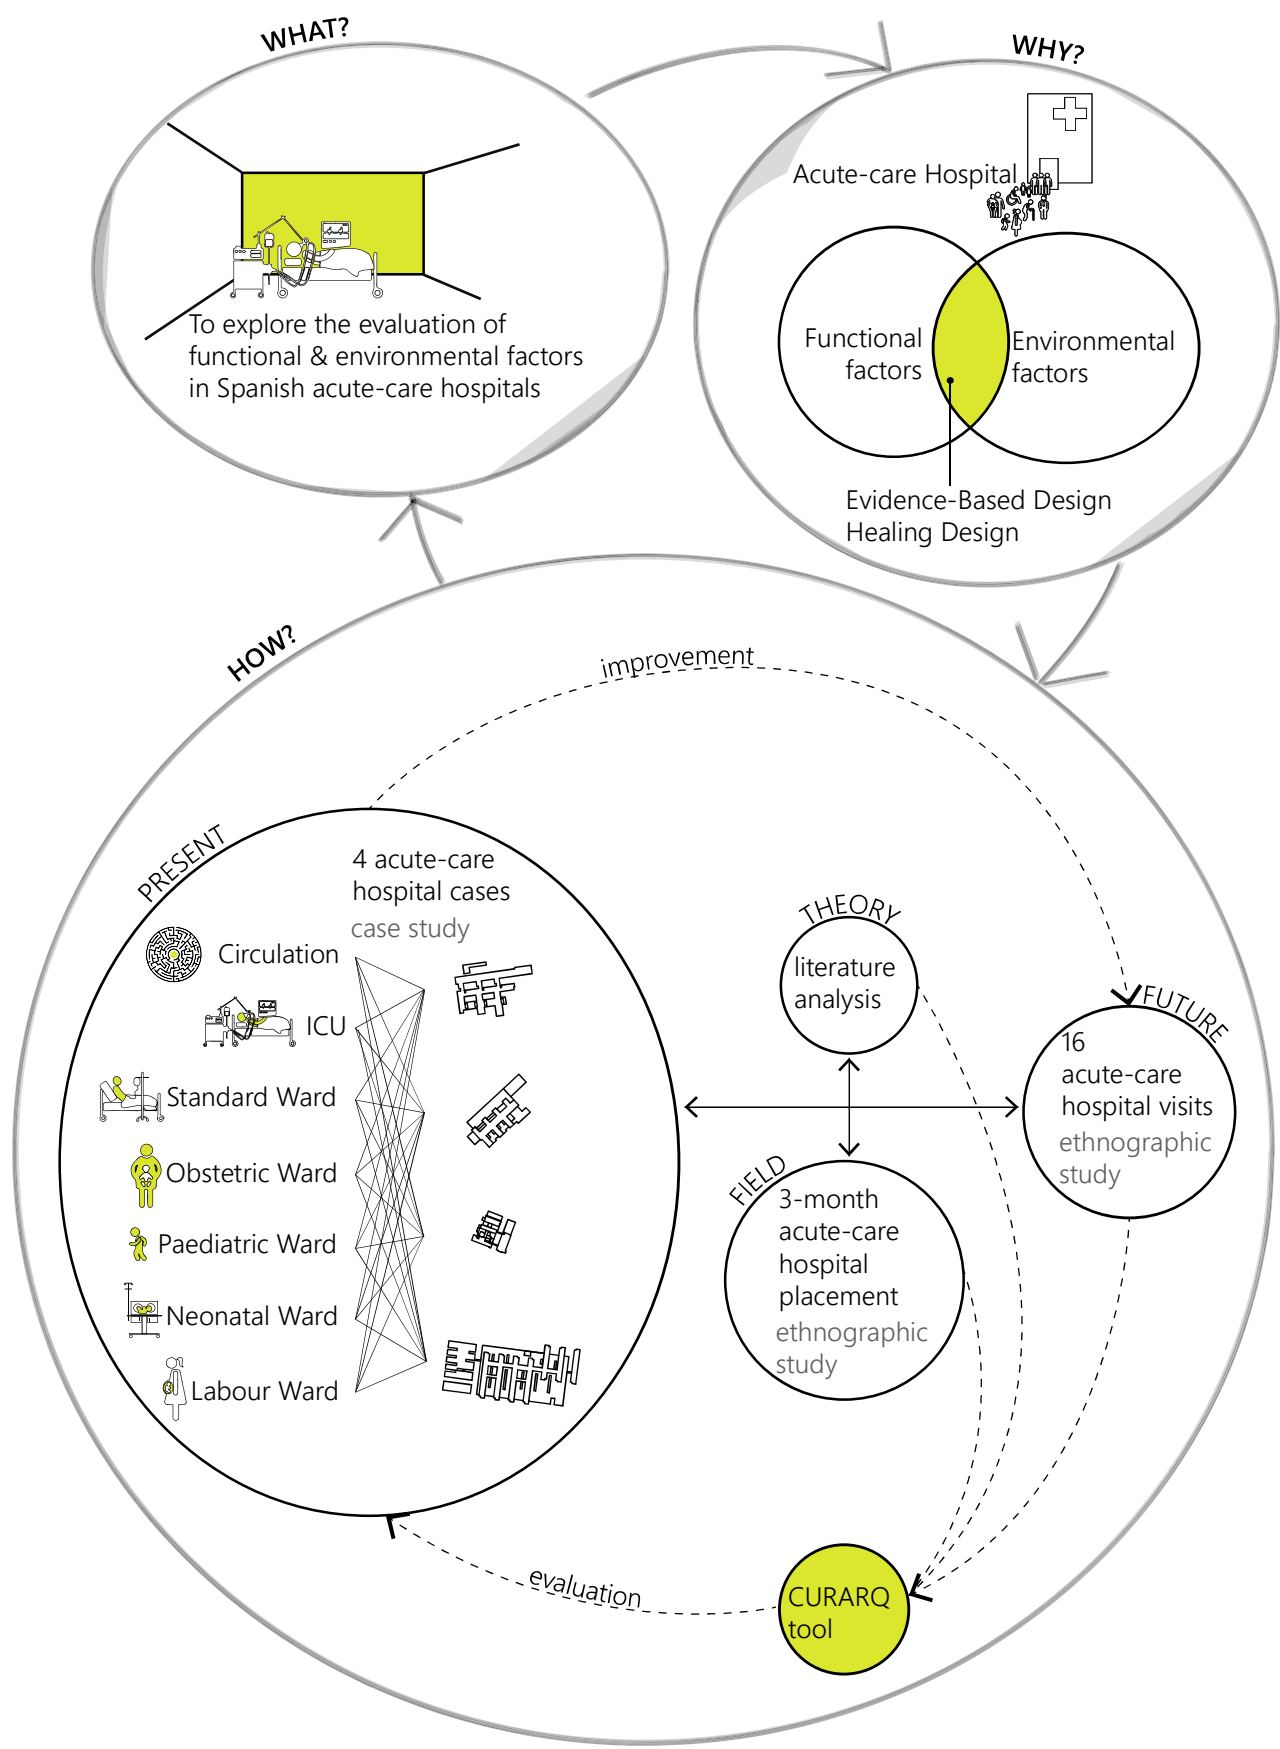 WHAT?
To explore the evaluation of
functional & environmental factors
in Spanish acute-care hospitals
WHY?
Acute-care Hospital
Functional
factors
Environmental
factors
Evidence-Based Design
Healing Design
HOW?
improvement
PRESENT
4 acute-care
hospital cases
case study
Circulation
ICU
Standard Ward
Obstetric Ward
Paediatric Ward
Neonatal Ward
Labour Ward
THEORY
literature
analysis
FUTURE
16
acute-care
hospital visits
ethnographic
study
FIELD
3-month
acute-care
hospital
placement
ethnographic
study
evaluation
CURARQ
tool